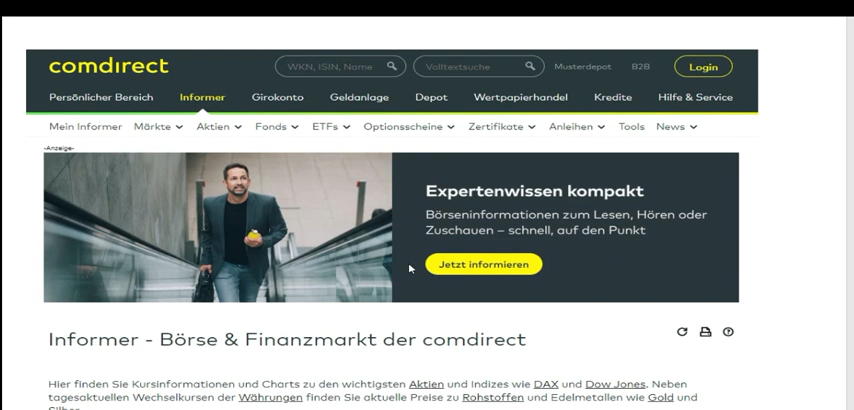 comdirect
WKN, ISIN, Name
Volltextsuche
Musterdepot
B2B
Login
Persönlicher Bereich Informer Girokonto Geldanlage Depot Wertpapierhandel Kredite Hilfe & Service
Mein Informer Märkte Aktien Fonds ETFs Optionsscheine Zertifikate Anleihen Tools News
-Anzeige-
Expertenwissen kompakt
Börseninformationen zum Lesen, Hören oder
Zuschauen – schnell, auf den Punkt
Jetzt informieren
Informer - Börse & Finanzmarkt der comdirect
Hier finden Sie Kursinformationen und Charts zu den wichtigsten Aktien und Indizes wie DAX und Dow Jones. Neben
tagesaktuellen Wechselkursen der Währungen finden Sie aktuelle Preise zu Rohstoffen und Edelmetallen wie Gold und